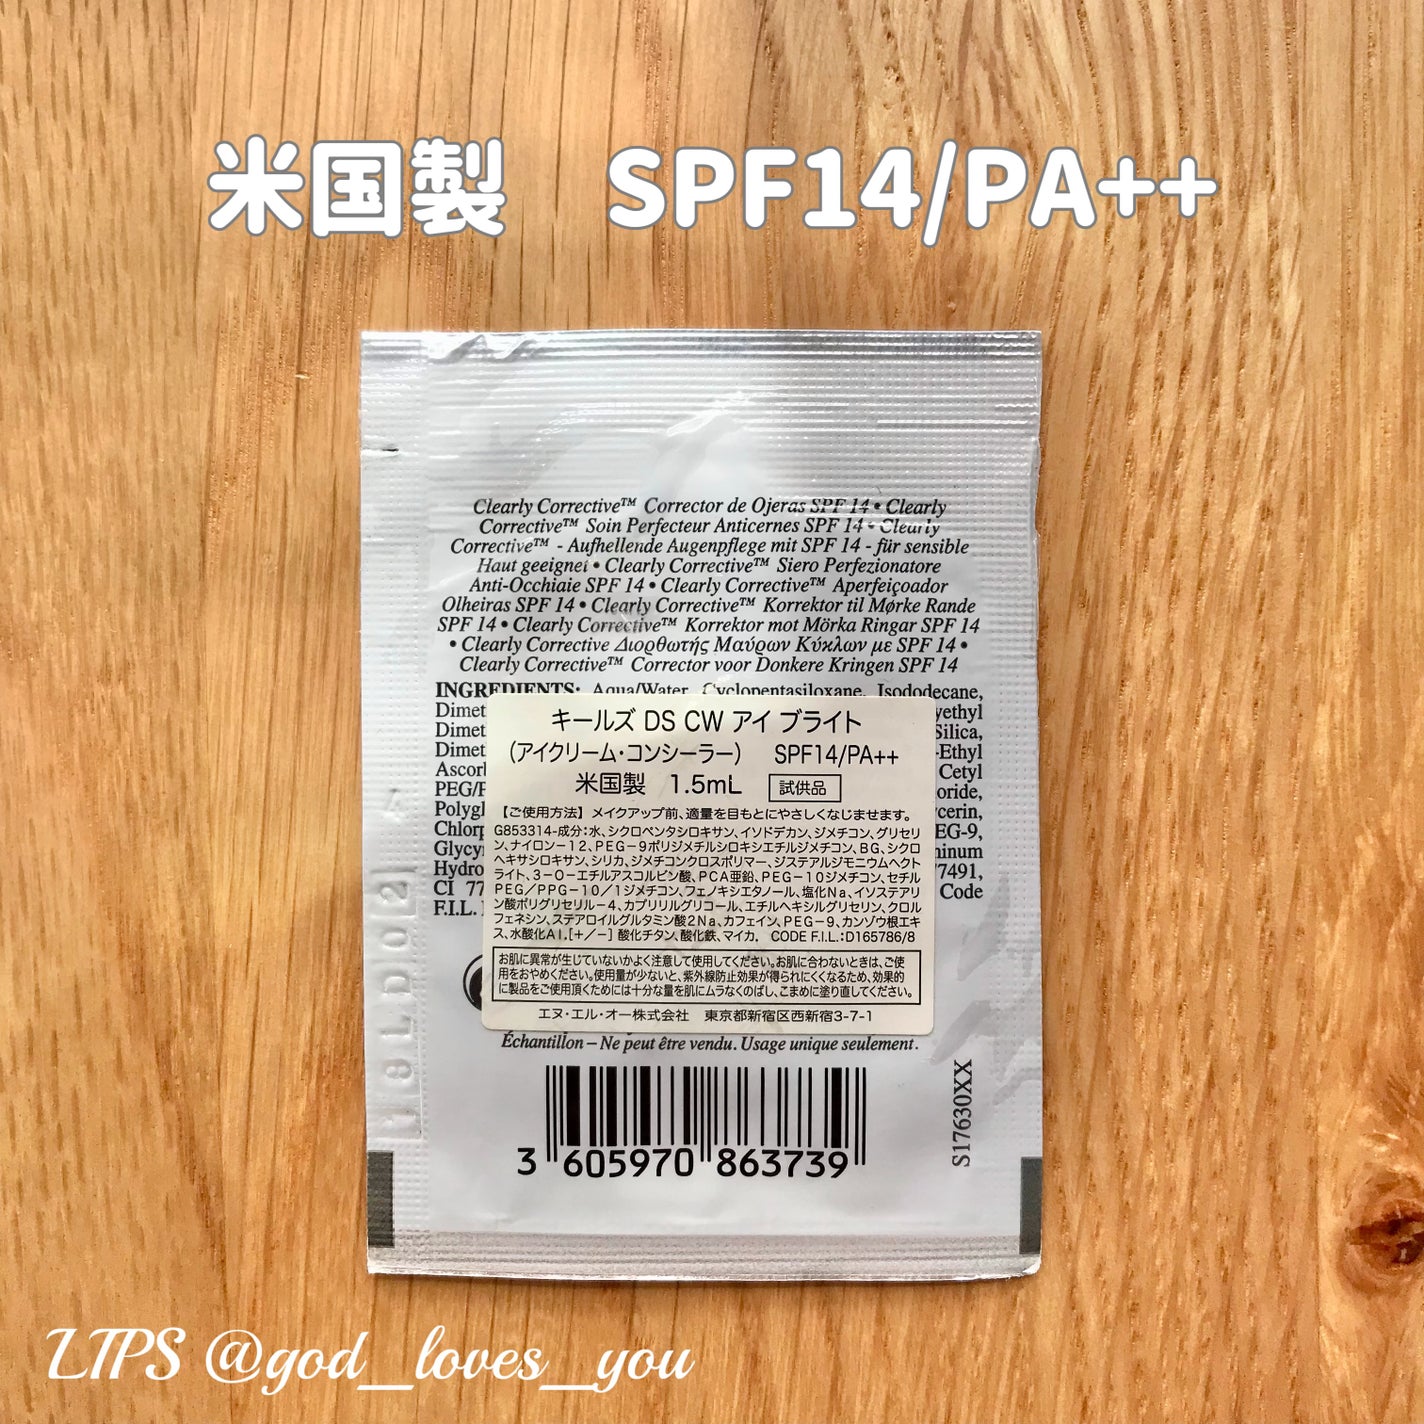 米国製 SPF14/PA++
Clearly Corrective™ Corrector de Ojeras SPF 14 • Clearly
Corrective™ Soin Perfecteur Anticernes SPF 14 • Clearly
Corrective™ - Aufhellende Augenpflege mit SPF 14 - für sensible
Haut geeignet • Clearly Corrective™ Siero Perfezionatore
Anti-Occhiaie SPF 14 • Clearly Corrective™ Aperfeiçoador
Olheiras SPF 14 • Clearly Corrective™ Korrektor til Mørke Rande
SPF 14 • Clearly Corrective™ Korrektor mot Mörka Ringar SPF 14
• Clearly Corrective Διορθωτής Μαύρων Κύκλων με SPF 14 •
Clearly Corrective™ Corrector voor Donkere Kringen SPF 14
INGREDIENTS: Aqua/Water, Cyclopentasiloxane, Isododecane,
キールズ DS CW アイ ブライト
(アイクリーム・コンシーラー) SPF14/PA++
米国製 1.5mL 試供品
【ご使用方法】メイクアップ前、適量を目もとにやさしくなじませます。
G853314-成分:水、シクロペンタシロキサン、イソドデカン、ジメチコン、グリセリ
ン、ナイロン-12、PEG-9ポリジメチルシロキシエチルジメチコン、BG、シクロ
ヘキサシロキサン、シリカ、ジメチコンクロスポリマー、ジステアルジモニウムヘクト
ライト、3-O-エチルアスコルビン酸、PCA亜鉛、PEG-10ジメチコン、セチル
PEG/PPG-10/1ジメチコン、フェノキシエタノール、塩化Na、イソステアリ
ン酸ポリグリセリル-4、カプリリルグリコール、エチルヘキシルグリセリン、クロル
フェネシン、ステアロイルグルタミン酸2Na、カフェイン、PEG-9、カンゾウ根エキ
ス、水酸化Al、[+/-] 酸化チタン、酸化鉄、マイカ、 CODE F.I.L.:D165786/8
お肌に異常が生じていないかよく注意して使用してください。お肌に合わないときは、ご使
用をおやめください。使用量が少ないと、紫外線防止効果が得られにくくなるため、効果的
に製品をご使用頂くためには十分な量を肌にムラなくのばし、こまめに塗り直してください。
エヌ・エル・オー株式会社 東京都新宿区西新宿3-7-1
Échantillon – Ne peut être vendu. Usage unique seulement.
3 605970 863739
S17630XX
LIPS @god_loves_you